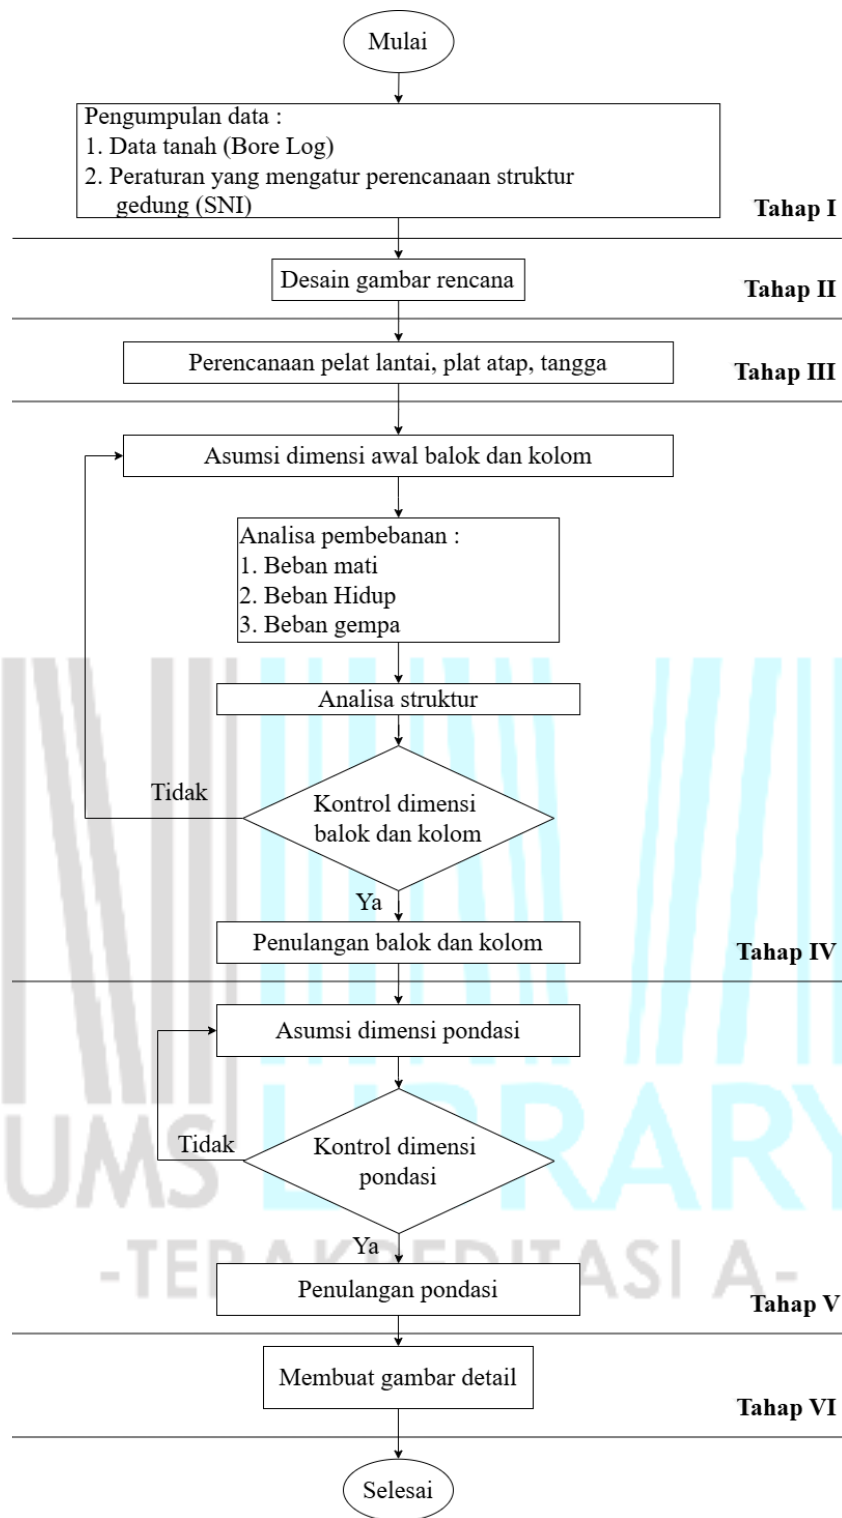 Mulai
Pengumpulan data :
1. Data tanah (Bore Log)
2. Peraturan yang mengatur perencanaan struktur
gedung (SNI)
Tahap I
Desain gambar rencana
Tahap II
Perencanaan pelat lantai, plat atap, tangga
Tahap III
Asumsi dimensi awal balok dan kolom
Analisa pembebanan :
1. Beban mati
2. Beban Hidup
3. Beban gempa
Analisa struktur
Tidak
Kontrol dimensi
balok dan kolom
Ya
Penulangan balok dan kolom
Tahap IV
Asumsi dimensi pondasi
Tidak
Kontrol dimensi
pondasi
Ya
Penulangan pondasi
Tahap V
Membuat gambar detail
Tahap VI
Selesai
UMS LIBRARY
-TERAKREDITASI A-